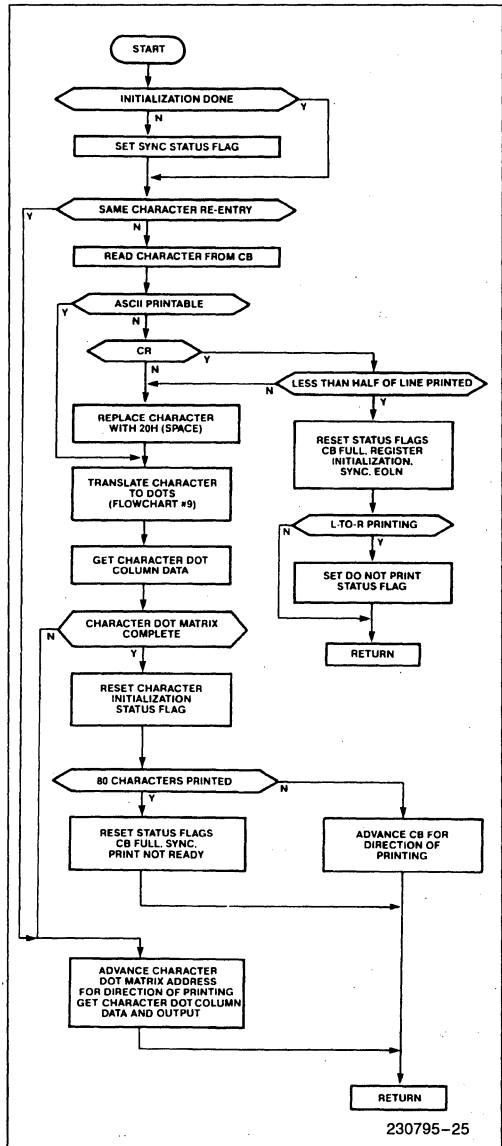 START
INITIALIZATION DONE
Y
N
SET SYNC STATUS FLAG
Y
SAME CHARACTER RE-ENTRY
N
READ CHARACTER FROM CB
Y
ASCII PRINTABLE
N
CR
Y
N
N
LESS THAN HALF OF LINE PRINTED
Y
REPLACE CHARACTER
WITH 20H (SPACE)
RESET STATUS FLAGS
CB FULL, REGISTER
INITIALIZATION,
SYNC, EOLN
TRANSLATE CHARACTER
TO DOTS
(FLOWCHART #9)
N
L-TO-R PRINTING
Y
GET CHARACTER DOT
COLUMN DATA
SET DO NOT PRINT
STATUS FLAG
N
CHARACTER DOT MATRIX
COMPLETE
Y
RETURN
RESET CHARACTER
INITIALIZATION
STATUS FLAG
80 CHARACTERS PRINTED
N
Y
RESET STATUS FLAGS
CB FULL, SYNC,
PRINT NOT READY
ADVANCE CB FOR
DIRECTION OF
PRINTING
ADVANCE CHARACTER
DOT MATRIX ADDRESS
FOR DIRECTION OF PRINTING
GET CHARACTER DOT COLUMN
DATA AND OUTPUT
RETURN
230795-25